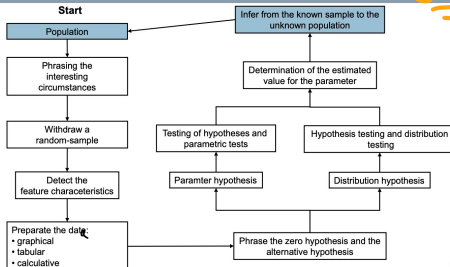 Start
Population
Phrasing the
interesting
circumstances
Withdraw a
random-sample
Detect the
feature characeteristics
Preparate the data:
• graphical
• tabular
• calculative
Infer from the known sample to the
unknown population
Determination of the estimated
value for the parameter
Testing of hypotheses and
parametric tests
Hypothesis testing and distribution
testing
Paramter hypothesis
Distribution hypothesis
Phrase the zero hypothesis and the
alternative hypothesis